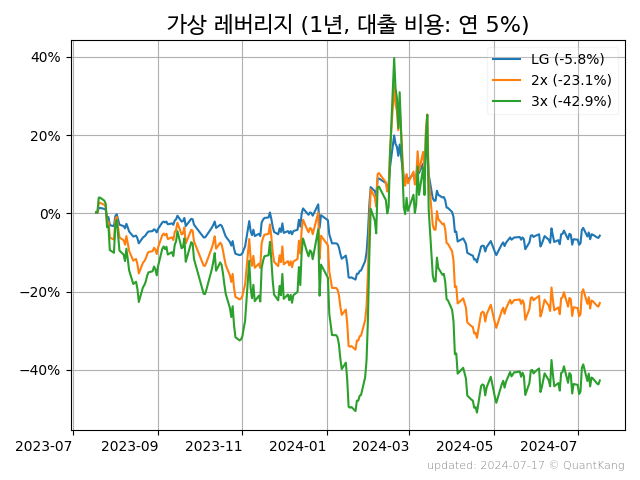 가상 레버리지 (1년, 대출 비용: 연 5%)
LG (-5.8%)
2x (-23.1%)
3x (-42.9%)
40%
20%
0%
−20%
−40%
2023-07 2023-09 2023-11 2024-01 2024-03 2024-05 2024-07
updated: 2024-07-17 © QuantKang